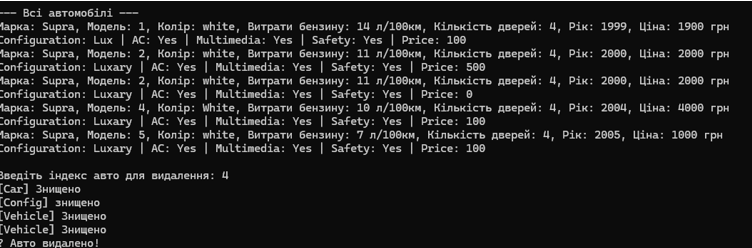 --- Всі автомобілі ---
Марка: Supra, Модель: 1, Колір: white, Витрати бензину: 14 л/100км, Кількість дверей: 4, Рік: 1999, Ціна: 1900 грн
Configuration: Lux | AC: Yes | Multimedia: Yes | Safety: Yes | Price: 100
Марка: Supra, Модель: 2, Колір: white, Витрати бензину: 11 л/100км, Кількість дверей: 4, Рік: 2000, Ціна: 2000 грн
Configuration: Luxary | AC: Yes | Multimedia: Yes | Safety: Yes | Price: 500
Марка: Supra, Модель: 2, Колір: white, Витрати бензину: 11 л/100км, Кількість дверей: 4, Рік: 2000, Ціна: 2000 грн
Configuration: Luxary | AC: Yes | Multimedia: Yes | Safety: Yes | Price: 0
Марка: Supra, Модель: 4, Колір: White, Витрати бензину: 10 л/100км, Кількість дверей: 4, Рік: 2004, Ціна: 4000 грн
Configuration: Luxary | AC: Yes | Multimedia: Yes | Safety: Yes | Price: 100
Марка: Supra, Модель: 5, Колір: white, Витрати бензину: 7 л/100км, Кількість дверей: 4, Рік: 2005, Ціна: 1000 грн
Configuration: Luxary | AC: Yes | Multimedia: Yes | Safety: Yes | Price: 100
Введіть індекс авто для видалення: 4
[Car] Знищено
[Config] знищено
[Vehicle] Знищено
[Vehicle] Знищено
? Авто видалено!